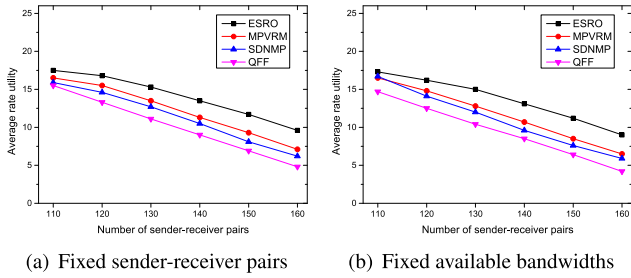 ESRO
MPVRM
SDNMP
QFF
Average rate utility
25
20
15
10
5
0
110 120 130 140 150 160
Number of sender-receiver pairs
(a) Fixed sender-receiver pairs
ESRO
MPVRM
SDNMP
QFF
Average rate utility
25
20
15
10
5
0
110 120 130 140 150 160
Number of sender-receiver pairs
(b) Fixed available bandwidths